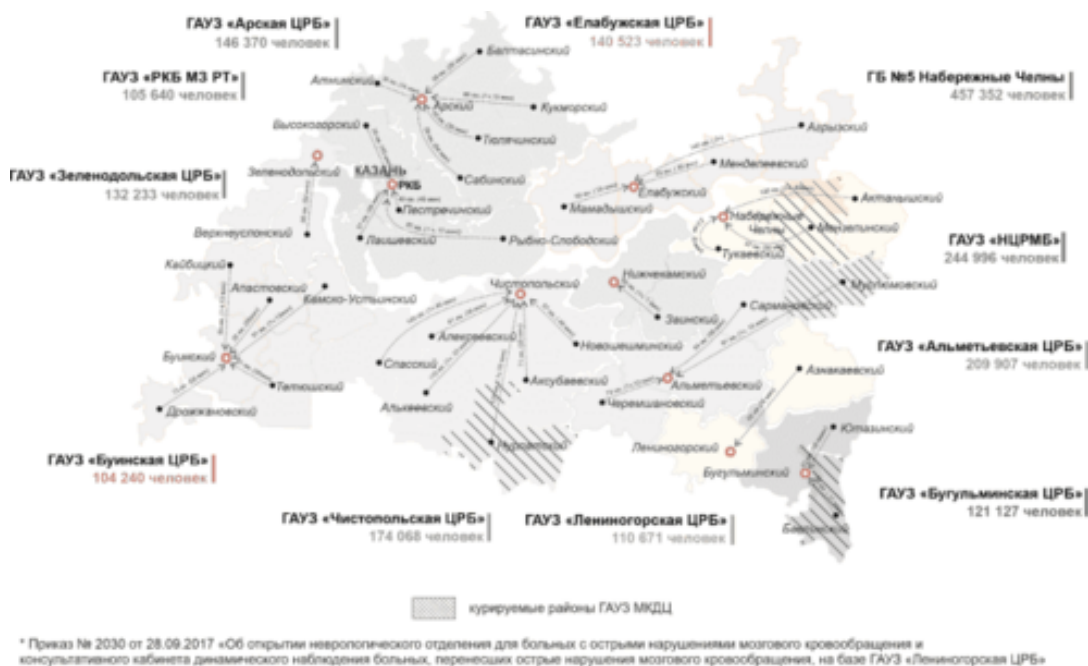 ГАУЗ «Арская ЦРБ»
146 370 человек
ГАУЗ «Елабужская ЦРБ»
140 523 человек
ГАУЗ «РКБ МЗ РТ»
105 640 человек
ГБ №5 Набережные Челны
457 352 человек
Балтасинский
Атнинский
Арский
Кукморский
Высокогорский
Тюлячинский
Агрызский
Менделеевский
ГАУЗ «Зеленодольская ЦРБ»
132 233 человек
Зеленодольский
КАЗАНЬ
РКБ
Сабинский
Елабужский
Мамадышский
Актанышский
Пестречинский
Набережные
Челны
Мензелинский
Верхнеуслонский
Лаишевский
Рыбно-Слободский
Тукаевский
ГАУЗ «НЦРМБ»
244 996 человек
Кайбицкий
Апастовский
Камско-Устьинский
Чистопольский
Нижнекамский
Муслюмовский
Сармановский
Заинский
Алексеевский
Новошешминский
Буинский
Спасский
ГАУЗ «Альметьевская ЦРБ»
209 907 человек
Азнакаевский
Тетюшский
Аксубаевский
Альметьевский
Дрожжановский
Алькеевский
Черемшановский
Ютазинский
Нурлатский
Лениногорский
Бугульминский
ГАУЗ «Буинская ЦРБ»
104 240 человек
ГАУЗ «Бугульминская ЦРБ»
121 127 человек
Бавлинский
ГАУЗ «Чистопольская ЦРБ»
174 068 человек
ГАУЗ «Лениногорская ЦРБ»
110 671 человек
курируемые районы ГАУЗ МКДЦ
* Приказ № 2030 от 28.09.2017 «Об открытии неврологического отделения для больных с острыми нарушениями мозгового кровообращения и
консультативного кабинета динамического наблюдения больных, перенесших острые нарушения мозгового кровообращения, на базе ГАУЗ «Лениногорская ЦРБ»